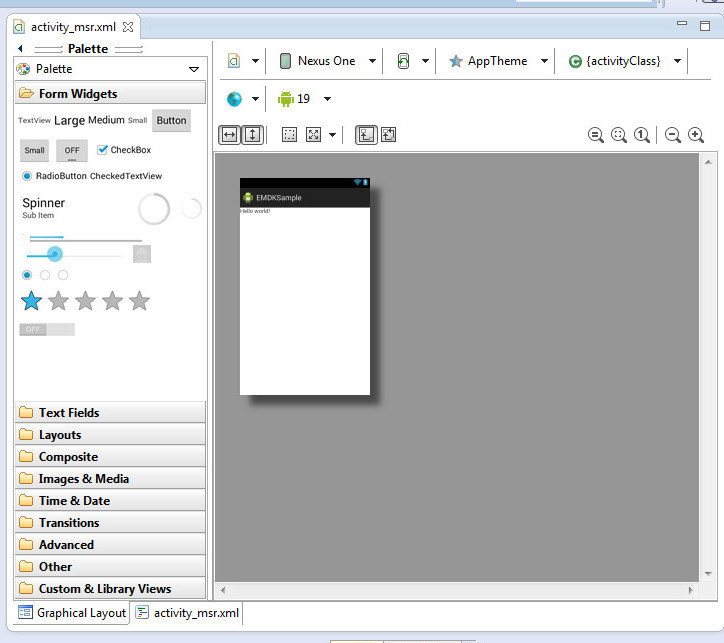 activity_msr.xml
Palette
Palette
Form Widgets
TextView Large Medium Small Button
Small OFF CheckBox
RadioButton CheckedTextView
Spinner
Sub Item
OFF
Text Fields
Layouts
Composite
Images & Media
Time & Date
Transitions
Advanced
Other
Custom & Library Views
Nexus One AppTheme {activityClass}
19
EMDKSample
Hello world!
Graphical Layout activity_msr.xml